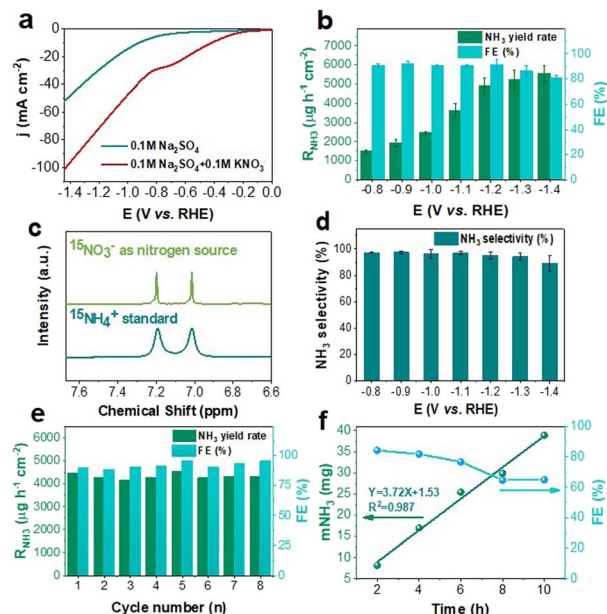 a
0
-20
-40
-60
-80
-100
j (mA cm⁻²)
0.1M Na₂SO₄
0.1M Na₂SO₄+0.1M KNO₃
-1.4 -1.2 -1.0 -0.8 -0.6 -0.4 -0.2 0.0
E (V vs. RHE)
b
NH₃ yield rate
FE (%)
6000
5000
4000
3000
2000
1000
0
R_NH3 (μg h⁻¹ cm⁻²)
80
60
40
20
0
FE (%)
-0.8 -0.9 -1.0 -1.1 -1.2 -1.3 -1.4
E (V vs. RHE)
c
¹⁵NO₃⁻ as nitrogen source
¹⁵NH₄⁺ standard
Intensity (a.u.)
7.6 7.4 7.2 7.0 6.8 6.6
Chemical Shift (ppm)
d
NH₃ selectivity (%)
100
80
60
40
20
0
NH₃ selectivity (%)
-0.8 -0.9 -1.0 -1.1 -1.2 -1.3 -1.4
E (V vs. RHE)
e
NH₃ yield rate
FE (%)
6000
5000
4000
3000
2000
1000
0
R_NH3 (μg h⁻¹ cm⁻²)
100
75
50
25
0
FE (%)
1 2 3 4 5 6 7 8
Cycle number (n)
f
40
35
30
25
20
15
10
5
mNH₃ (mg)
Y=3.72X+1.53
R²=0.987
100
80
60
40
20
0
FE (%)
2 4 6 8 10
Time (h)